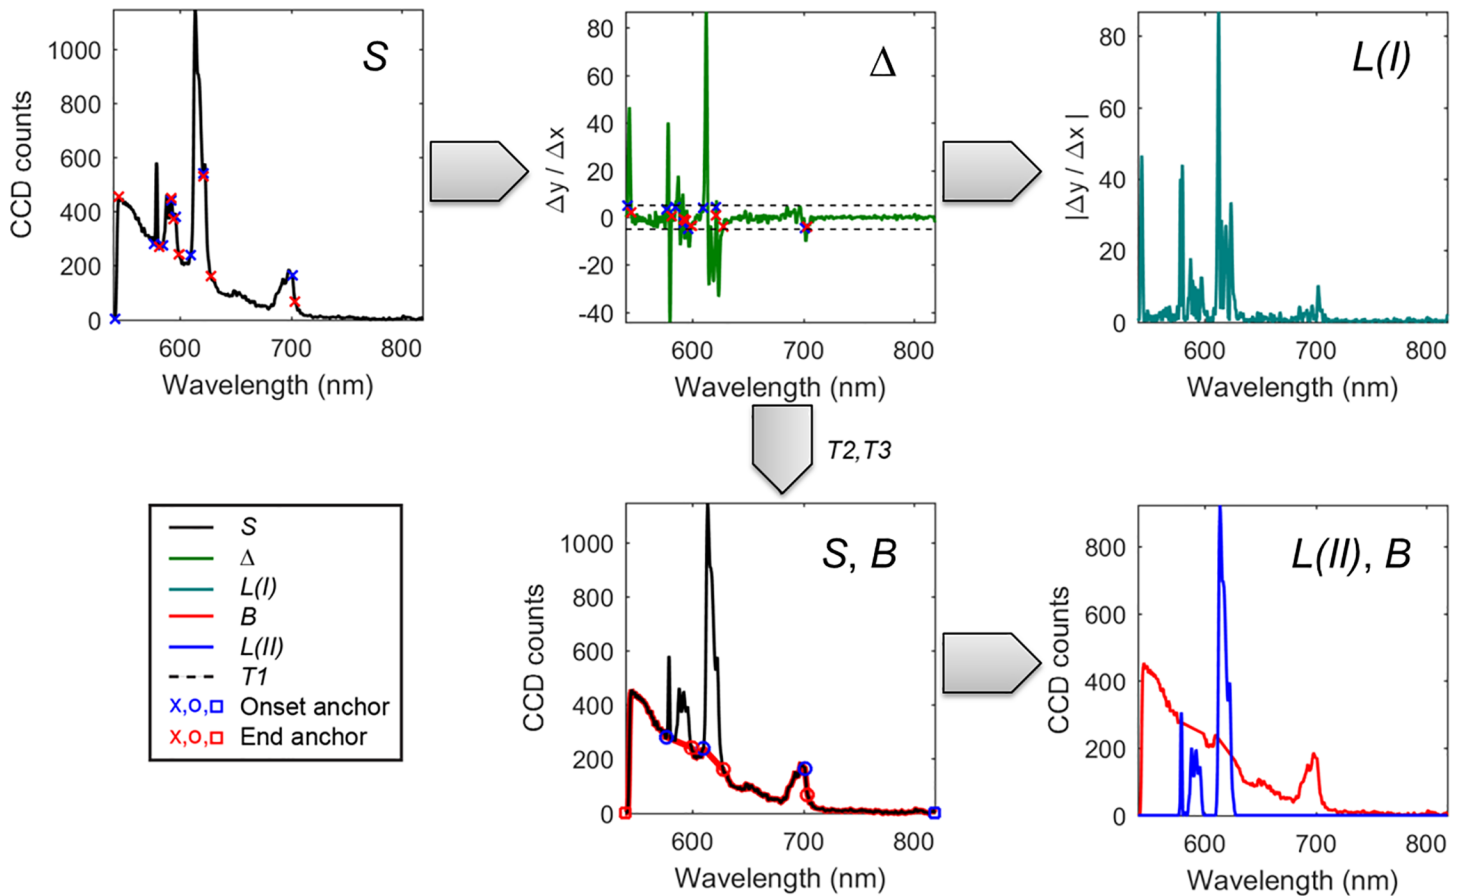 S
CCD counts
1000
800
600
400
200
0
600 700 800
Wavelength (nm)
Δ
Δy / Δx
80
60
40
20
0
-20
-40
600 700 800
Wavelength (nm)
L(I)
|Δy / Δx |
80
60
40
20
0
600 700 800
Wavelength (nm)
T2,T3
S
Δ
L(I)
B
L(II)
T1
X,O,□ Onset anchor
X,O,□ End anchor
S, B
CCD counts
1000
800
600
400
200
0
600 700 800
Wavelength (nm)
L(II), B
CCD counts
800
600
400
200
0
600 700 800
Wavelength (nm)